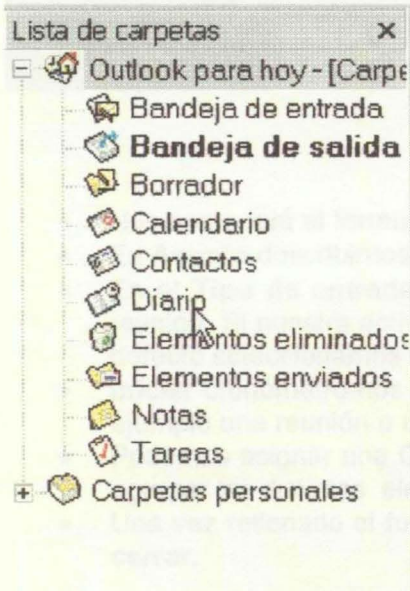 Lista de carpetas
Outlook para hoy - [Carpe
Bandeja de entrada
Bandeja de salida
Borrador
Calendario
Contactos
Diario
Elementos eliminados
Elementos enviados
Notas
Tareas
Carpetas personales